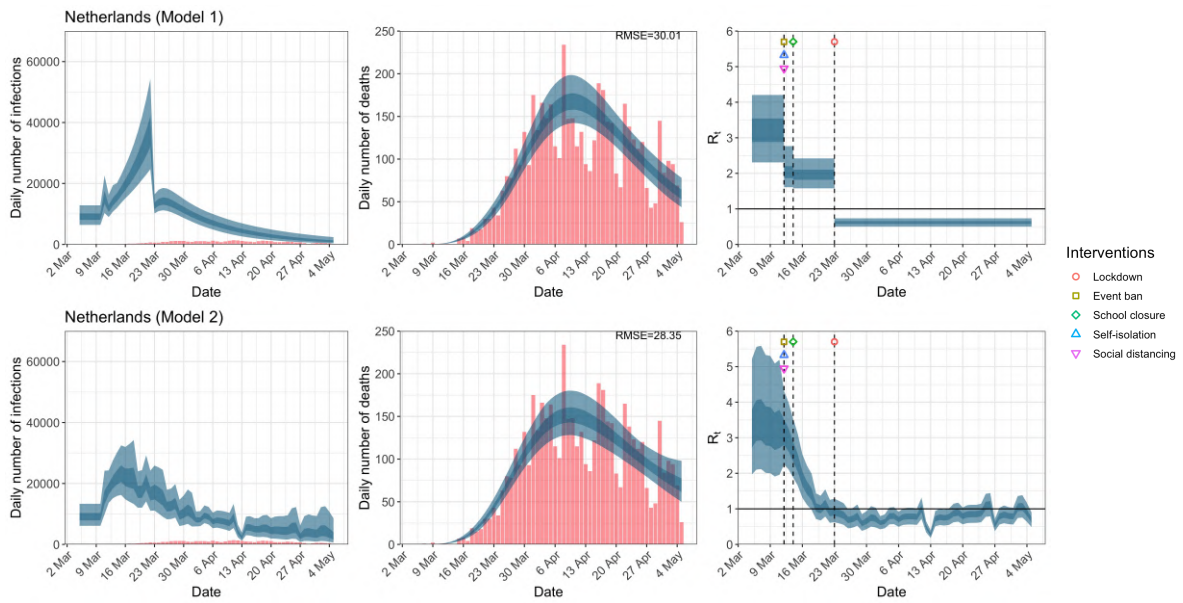 Netherlands (Model 1)
Daily number of infections
60000
40000
20000
0
2 Mar
9 Mar
16 Mar
23 Mar
30 Mar
6 Apr
13 Apr
20 Apr
27 Apr
4 May
Date
Daily number of deaths
RMSE=30.01
250
200
150
100
50
0
2 Mar
9 Mar
16 Mar
23 Mar
30 Mar
6 Apr
13 Apr
20 Apr
27 Apr
4 May
Date
Rt
6
5
4
3
2
1
0
2 Mar
9 Mar
16 Mar
23 Mar
30 Mar
6 Apr
13 Apr
20 Apr
27 Apr
4 May
Date
Netherlands (Model 2)
Daily number of infections
60000
40000
20000
0
2 Mar
9 Mar
16 Mar
23 Mar
30 Mar
6 Apr
13 Apr
20 Apr
27 Apr
4 May
Date
Daily number of deaths
RMSE=28.35
250
200
150
100
50
0
2 Mar
9 Mar
16 Mar
23 Mar
30 Mar
6 Apr
13 Apr
20 Apr
27 Apr
4 May
Date
Rt
6
5
4
3
2
1
0
2 Mar
9 Mar
16 Mar
23 Mar
30 Mar
6 Apr
13 Apr
20 Apr
27 Apr
4 May
Date
Interventions
Lockdown
Event ban
School closure
Self-isolation
Social distancing